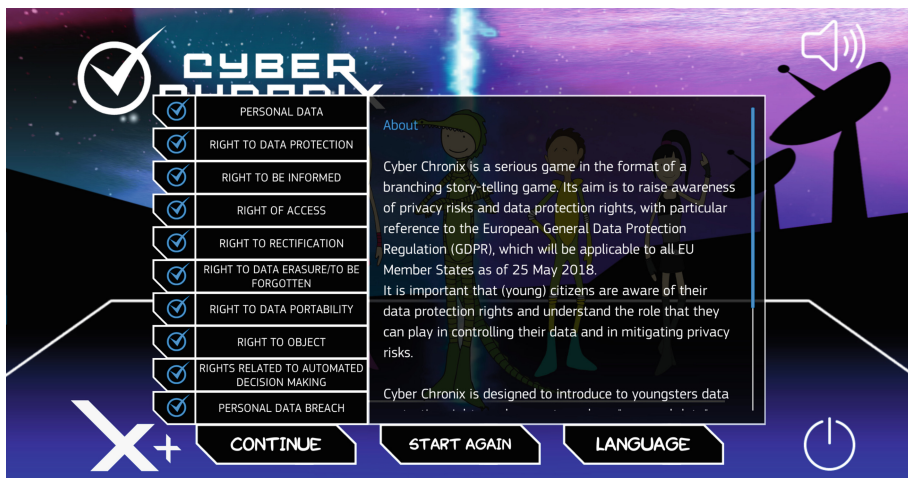 CYBER
PERSONAL DATA
RIGHT TO DATA PROTECTION
RIGHT TO BE INFORMED
RIGHT OF ACCESS
RIGHT TO RECTIFICATION
RIGHT TO DATA ERASURE/TO BE
FORGOTTEN
RIGHT TO DATA PORTABILITY
RIGHT TO OBJECT
RIGHTS RELATED TO AUTOMATED
DECISION MAKING
PERSONAL DATA BREACH
About
Cyber Chronix is a serious game in the format of a
branching story-telling game. Its aim is to raise awareness
of privacy risks and data protection rights, with particular
reference to the European General Data Protection
Regulation (GDPR), which will be applicable to all EU
Member States as of 25 May 2018.
It is important that (young) citizens are aware of their
data protection rights and understand the role that they
can play in controlling their data and in mitigating privacy
risks.
Cyber Chronix is designed to introduce to youngsters data
X+
CONTINUE
START AGAIN
LANGUAGE